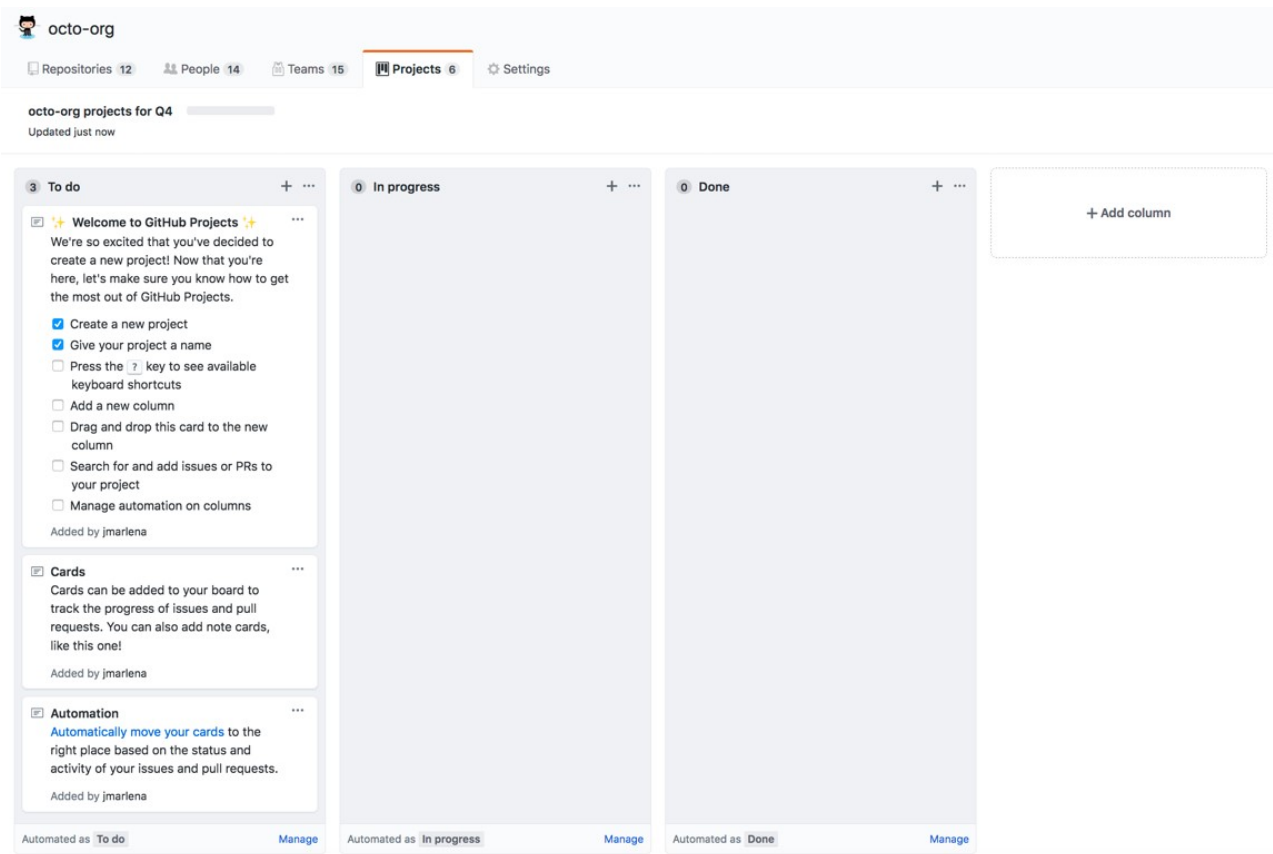 octo-org
Repositories 12 People 14 Teams 15 Projects 6 Settings
octo-org projects for Q4
Updated just now
3 To do
✨ Welcome to GitHub Projects ✨
We're so excited that you've decided to
create a new project! Now that you're
here, let's make sure you know how to get
the most out of GitHub Projects.
Create a new project
Give your project a name
Press the ? key to see available
keyboard shortcuts
Add a new column
Drag and drop this card to the new
column
Search for and add issues or PRs to
your project
Manage automation on columns
Added by jmarlena
Cards
Cards can be added to your board to
track the progress of issues and pull
requests. You can also add note cards,
like this one!
Added by jmarlena
Automation
Automatically move your cards to the
right place based on the status and
activity of your issues and pull requests.
Added by jmarlena
Automated as To do Manage
0 In progress
Automated as In progress Manage
0 Done
Automated as Done Manage
+ Add column